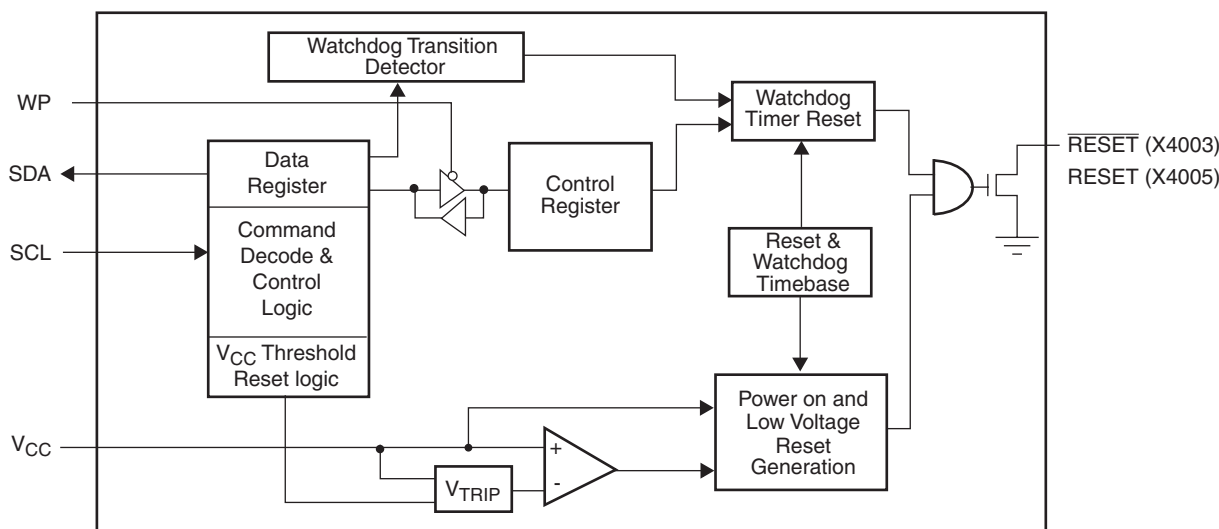 Watchdog Transition
Detector
WP
Watchdog
Timer Reset
RESET (X4003)
RESET (X4005)
SDA
Data
Register
Control
Register
SCL
Command
Decode &
Control
Logic
Reset &
Watchdog
Timebase
VCC Threshold
Reset logic
Power on and
Low Voltage
Reset
Generation
VCC
+
-
VTRIP